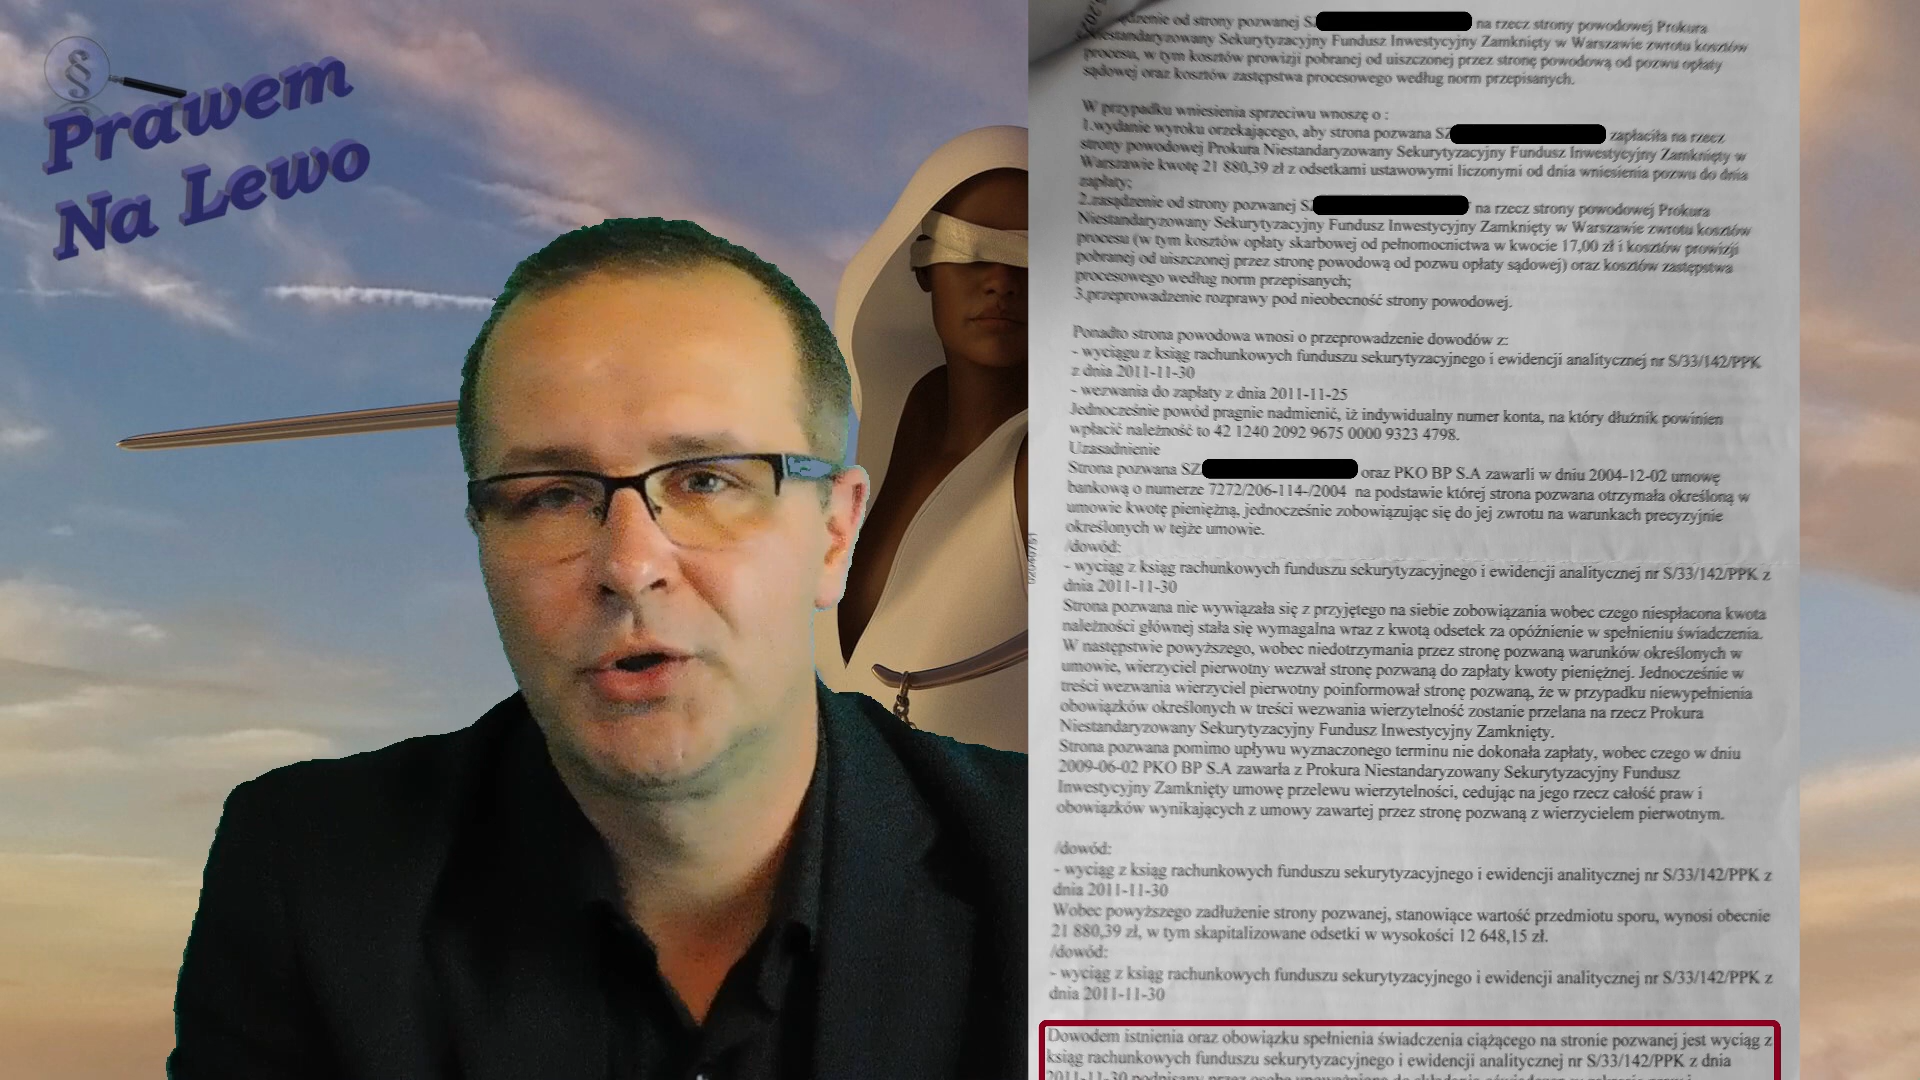 §
Prawem
Na Lewo
od strony pozwanej S na rzecz strony powodowej Prokura
Niestandaryzowany Sekurytyzacyjny Fundusz Inwestycyjny Zamknięty w Warszawie zwrotu kosztów
procesu, w tym kosztów prowizji pobranej od uiszczonej przez stronę powodową od pozwu opłaty
sądowej oraz kosztów zastępstwa procesowego według norm przepisanych.
W przypadku wniesienia sprzeciwu wnoszę o :
1.wydanie wyroku orzekającego, aby strona pozwana SZ zapłaciła na rzecz
strony powodowej Prokura Niestandaryzowany Sekurytyzacyjny Fundusz Inwestycyjny Zamknięty w
Warszawie kwotę 21 880,39 zł z odsetkami ustawowymi liczonymi od dnia wniesienia pozwu do dnia
zapłaty;
2.zasądzenie od strony pozwanej S na rzecz strony powodowej Prokura
Niestandaryzowany Sekurytyzacyjny Fundusz Inwestycyjny Zamknięty w Warszawie zwrotu kosztów
procesu (w tym kosztów opłaty skarbowej od pełnomocnictwa w kwocie 17,00 zł i kosztów prowizji
pobranej od uiszczonej przez stronę powodową od pozwu opłaty sądowej) oraz kosztów zastępstwa
procesowego według norm przepisanych;
3.przeprowadzenie rozprawy pod nieobecność strony powodowej.
Ponadto strona powodowa wnosi o przeprowadzenie dowodów z:
- wyciągu z ksiąg rachunkowych funduszu sekurytyzacyjnego i ewidencji analitycznej nr S/33/142/PPK
z dnia 2011-11-30
- wezwania do zapłaty z dnia 2011-11-25
Jednocześnie powód pragnie nadmienić, iż indywidualny numer konta, na który dłużnik powinien
wpłacić należność to 42 1240 2092 9675 0000 9323 4798.
Uzasadnienie
Strona pozwana SZ oraz PKO BP S.A zawarli w dniu 2004-12-02 umowę
bankową o numerze 7272/206-114-/2004 na podstawie której strona pozwana otrzymała określoną w
umowie kwotę pieniężną, jednocześnie zobowiązując się do jej zwrotu na warunkach precyzyjnie
określonych w tejże umowie.
/dowód:
- wyciąg z ksiąg rachunkowych funduszu sekurytyzacyjnego i ewidencji analitycznej nr S/33/142/PPK z
dnia 2011-11-30
Strona pozwana nie wywiązała się z przyjętego na siebie zobowiązania wobec czego niespłacona kwota
należności głównej stała się wymagalna wraz z kwotą odsetek za opóźnienie w spełnieniu świadczenia.
W następstwie powyższego, wobec niedotrzymania przez stronę pozwaną warunków określonych w
umowie, wierzyciel pierwotny wezwał stronę pozwaną do zapłaty kwoty pieniężnej. Jednocześnie w
treści wezwania wierzyciel pierwotny poinformował stronę pozwaną, że w przypadku niewypełnienia
obowiązków określonych w treści wezwania wierzytelność zostanie przelana na rzecz Prokura
Niestandaryzowany Sekurytyzacyjny Fundusz Inwestycyjny Zamknięty.
Strona pozwana pomimo upływu wyznaczonego terminu nie dokonała zapłaty, wobec czego w dniu
2009-06-02 PKO BP S.A zawarła z Prokura Niestandaryzowany Sekurytyzacyjny Fundusz
Inwestycyjny Zamknięty umowę przelewu wierzytelności, cedując na jego rzecz całość praw i
obowiązków wynikających z umowy zawartej przez stronę pozwaną z wierzycielem pierwotnym.
/dowód:
- wyciąg z ksiąg rachunkowych funduszu sekurytyzacyjnego i ewidencji analitycznej nr S/33/142/PPK z
dnia 2011-11-30
Wobec powyższego zadłużenie strony pozwanej, stanowiące wartość przedmiotu sporu, wynosi obecnie
21 880,39 zł, w tym skapitalizowane odsetki w wysokości 12 648,15 zł.
/dowód:
- wyciąg z ksiąg rachunkowych funduszu sekurytyzacyjnego i ewidencji analitycznej nr S/33/142/PPK z
dnia 2011-11-30
Dowodem istnienia oraz obowiązku spełnienia świadczenia ciążącego na stronie pozwanej jest wyciąg z
ksiąg rachunkowych funduszu sekurytyzacyjnego i ewidencji analitycznej nr S/33/142/PPK z dnia
2011-11-30 podpisany przez